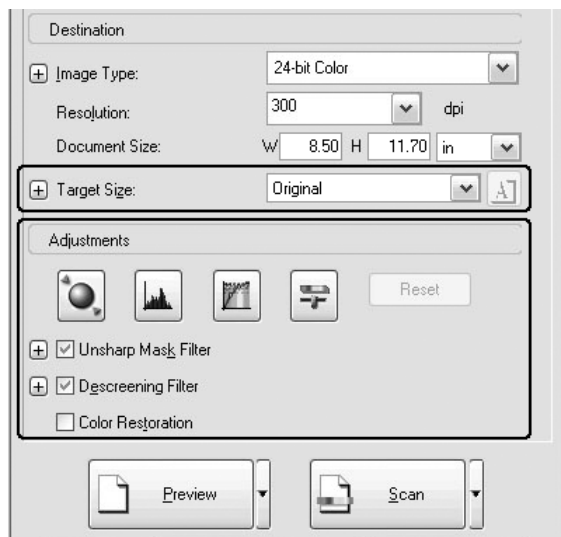 Destination
Image Type: 24-bit Color
Resolution: 300 dpi
Document Size: W 8.50 H 11.70 in
Target Size: Original A
Adjustments
Reset
Unsharp Mask Filter
Descreening Filter
Color Restoration
Preview Scan